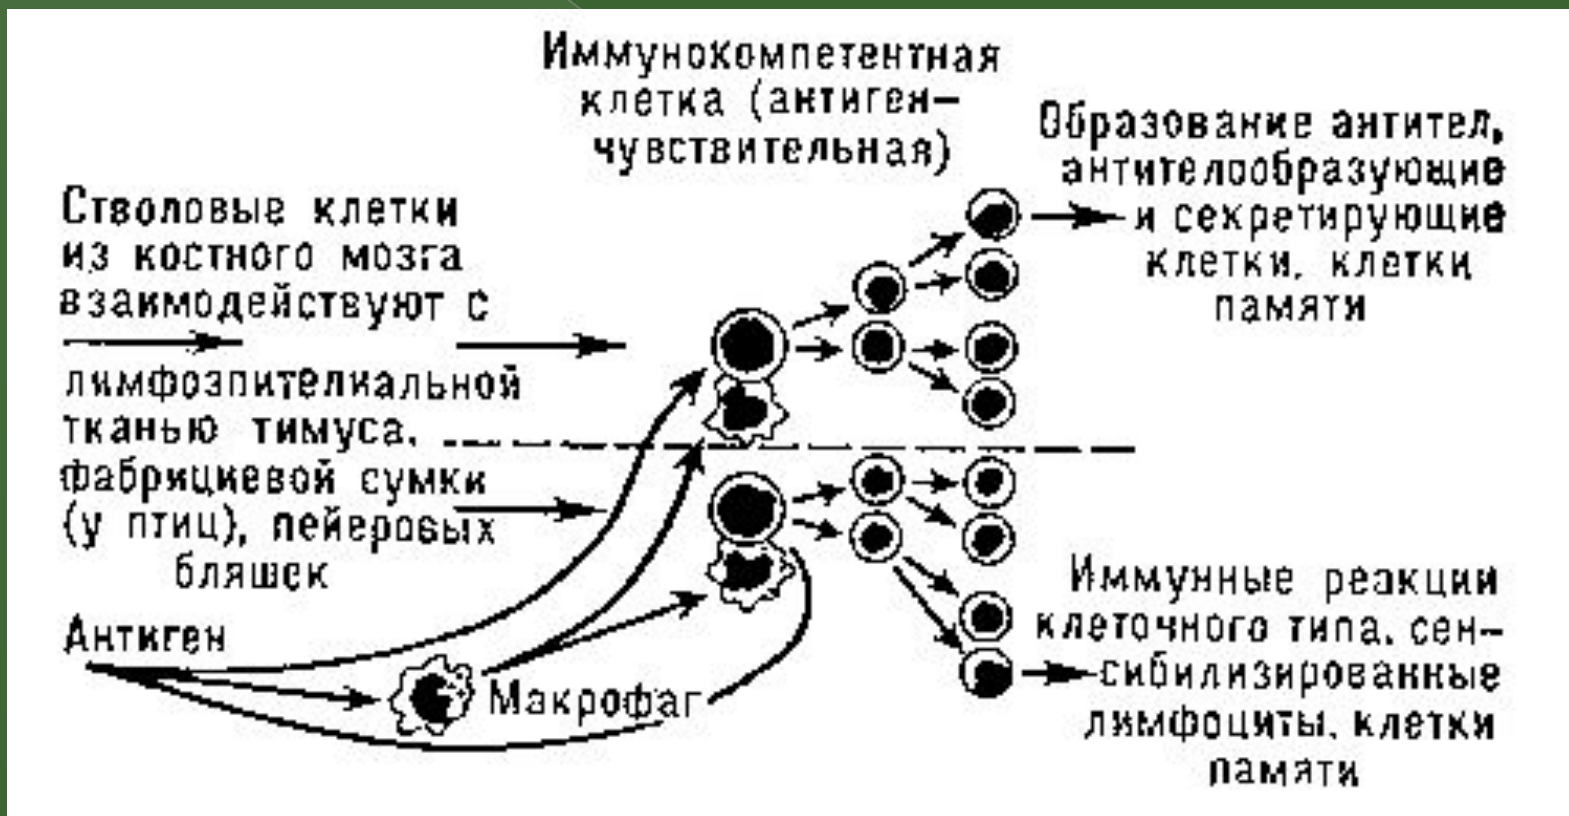 Иммунокомпетентная
клетка (антиген-
чувствительная)
Образование антител,
антителообразующие
и секретирующие
клетки, клетки
памяти
Стволовые клетки
из костного мозга
взаимодействуют с
лимфоэпителиальной
тканью тимуса,
фабрициевой сумки
(у птиц), пейеровых
бляшек
Антиген
Макрофаг
Иммунные реакции
клеточного типа, сен-
сибилизированные
лимфоциты, клетки
памяти